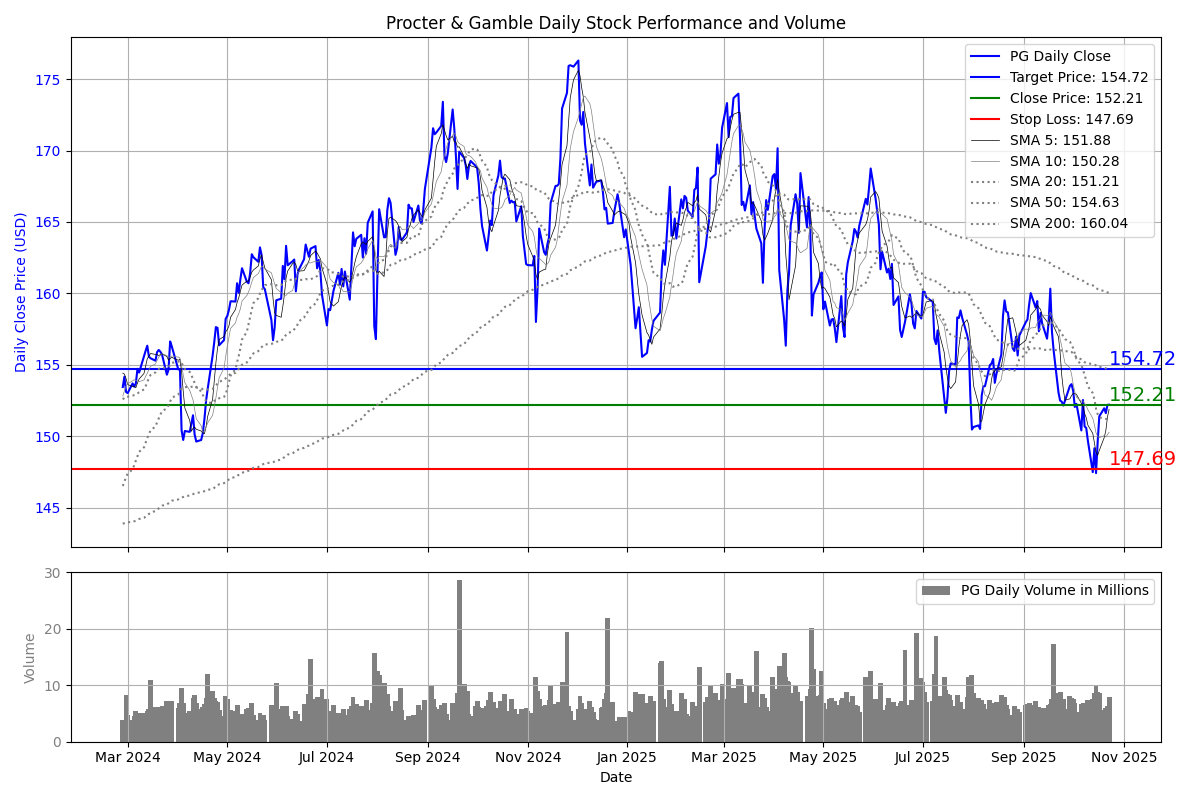 Procter & Gamble Daily Stock Performance and Volume
Daily Close Price (USD)
175
170
165
160
155
150
145
PG Daily Close
Target Price: 154.72
Close Price: 152.21
Stop Loss: 147.69
SMA 5: 151.88
SMA 10: 150.28
SMA 20: 151.21
SMA 50: 154.63
SMA 200: 160.04
154.72
152.21
147.69
Volume
30
20
10
0
PG Daily Volume in Millions
Mar 2024 May 2024 Jul 2024 Sep 2024 Nov 2024 Jan 2025 Mar 2025 May 2025 Jul 2025 Sep 2025 Nov 2025
Date